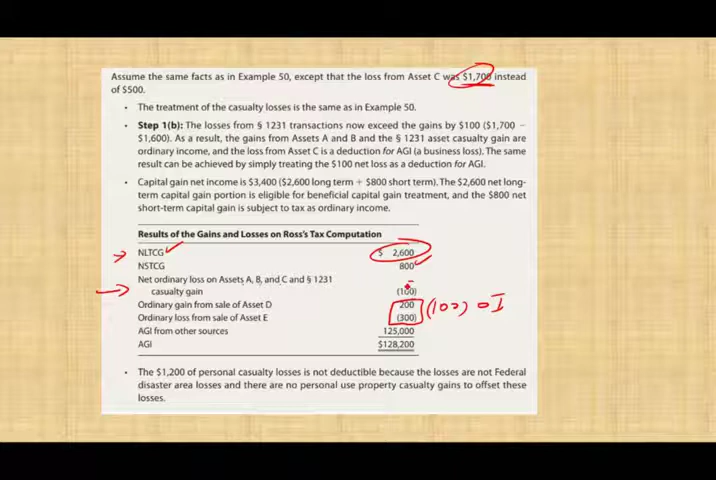 Assume the same facts as in Example 50, except that the loss from Asset C was $1,700 instead
of $500.
• The treatment of the casualty losses is the same as in Example 50.
• Step 1(b): The losses from § 1231 transactions now exceed the gains by $100 ($1,700 −
$1,600). As a result, the gains from Assets A and B and the § 1231 asset casualty gain are
ordinary income, and the loss from Asset C is a deduction for AGI (a business loss). The same
result can be achieved by simply treating the $100 net loss as a deduction for AGI.
• Capital gain net income is $3,400 ($2,600 long term + $800 short term). The $2,600 net long-
term capital gain portion is eligible for beneficial capital gain treatment, and the $800 net
short-term capital gain is subject to tax as ordinary income.
Results of the Gains and Losses on Ross's Tax Computation
NLTCG $ 2,600
NSTCG 800
Net ordinary loss on Assets A, B, and C and § 1231
casualty gain (100)
Ordinary gain from sale of Asset D 200
Ordinary loss from sale of Asset E (300) (100) OI
AGI from other sources 125,000
AGI $128,200
• The $1,200 of personal casualty losses is not deductible because the losses are not Federal
disaster area losses and there are no personal use property casualty gains to offset these
losses.